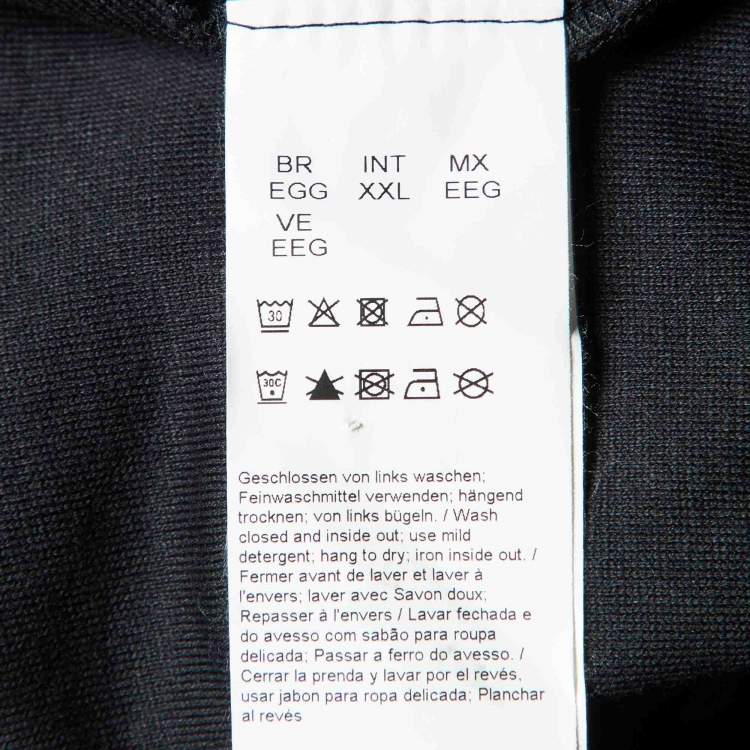 BR INT MX
EGG XXL EEG
VE
EEG
30
30C
Geschlossen von links waschen;
Feinwaschmittel verwenden; hängend
trocknen; von links bügeln. / Wash
closed and inside out; use mild
detergent; hang to dry; iron inside out. /
Fermer avant de laver et laver à
l'envers; laver avec Savon doux;
Repasser à l'envers / Lavar fechada e
do avesso com sabão para roupa
delicada; Passar a ferro do avesso. /
Cerrar la prenda y lavar por el revés,
usar jabon para ropa delicada; Planchar
al revés